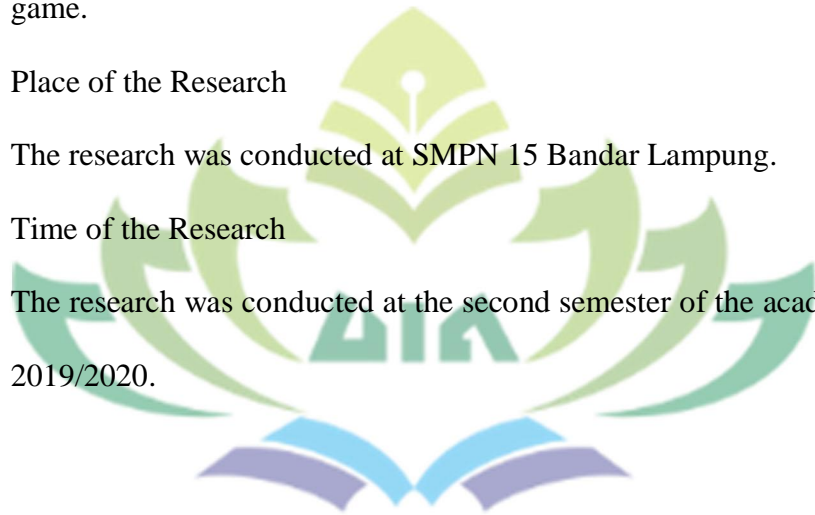 game.
Place of the Research
The research was conducted at SMPN 15 Bandar Lampung.
Time of the Research
The research was conducted at the second semester of the
2019/2020.